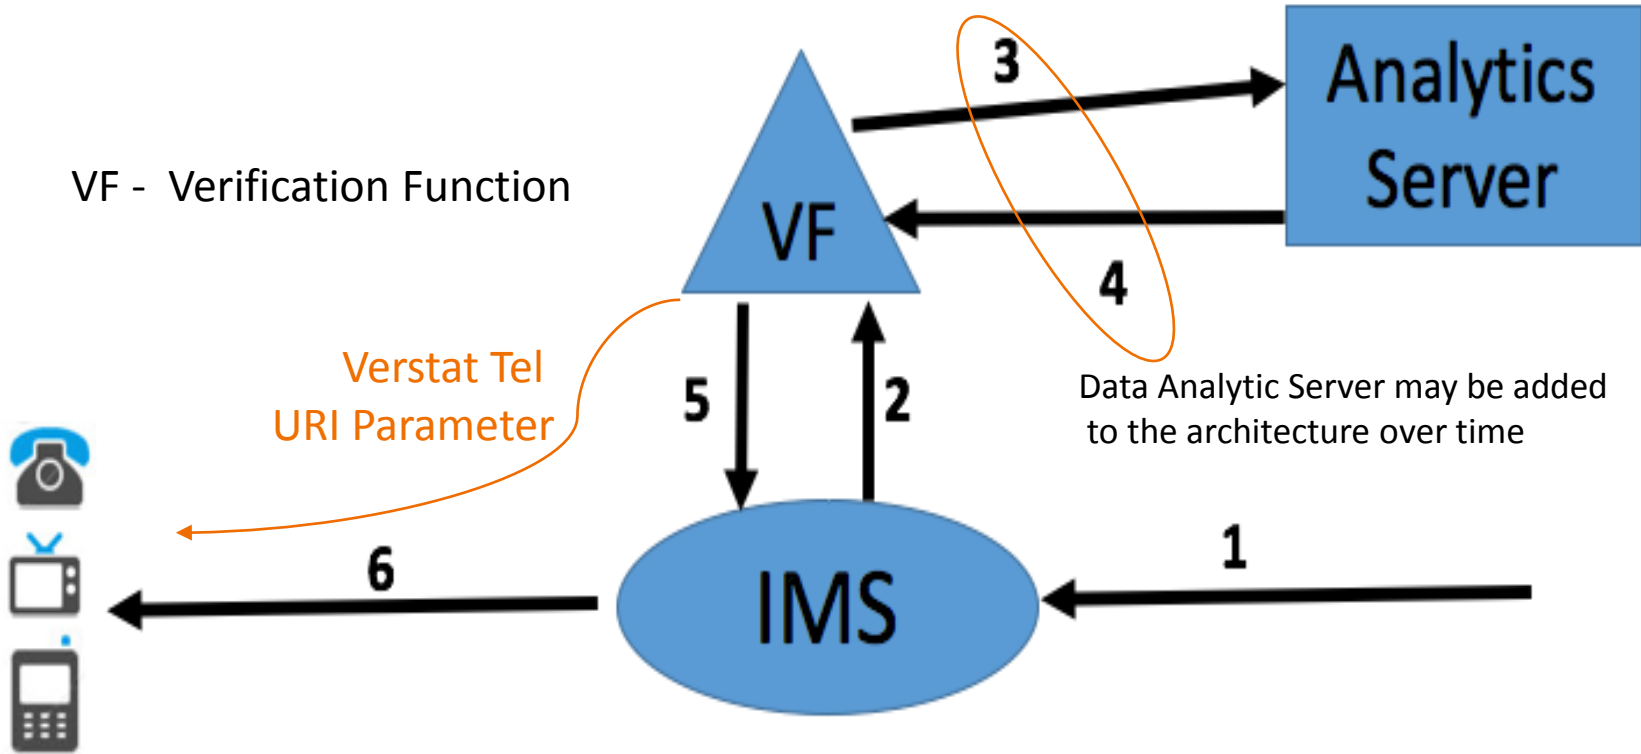 3
Analytics
Server
VF - Verification Function
VF
4
Verstat Tel
URI Parameter
5
2
Data Analytic Server may be added
to the architecture over time
1
6
IMS